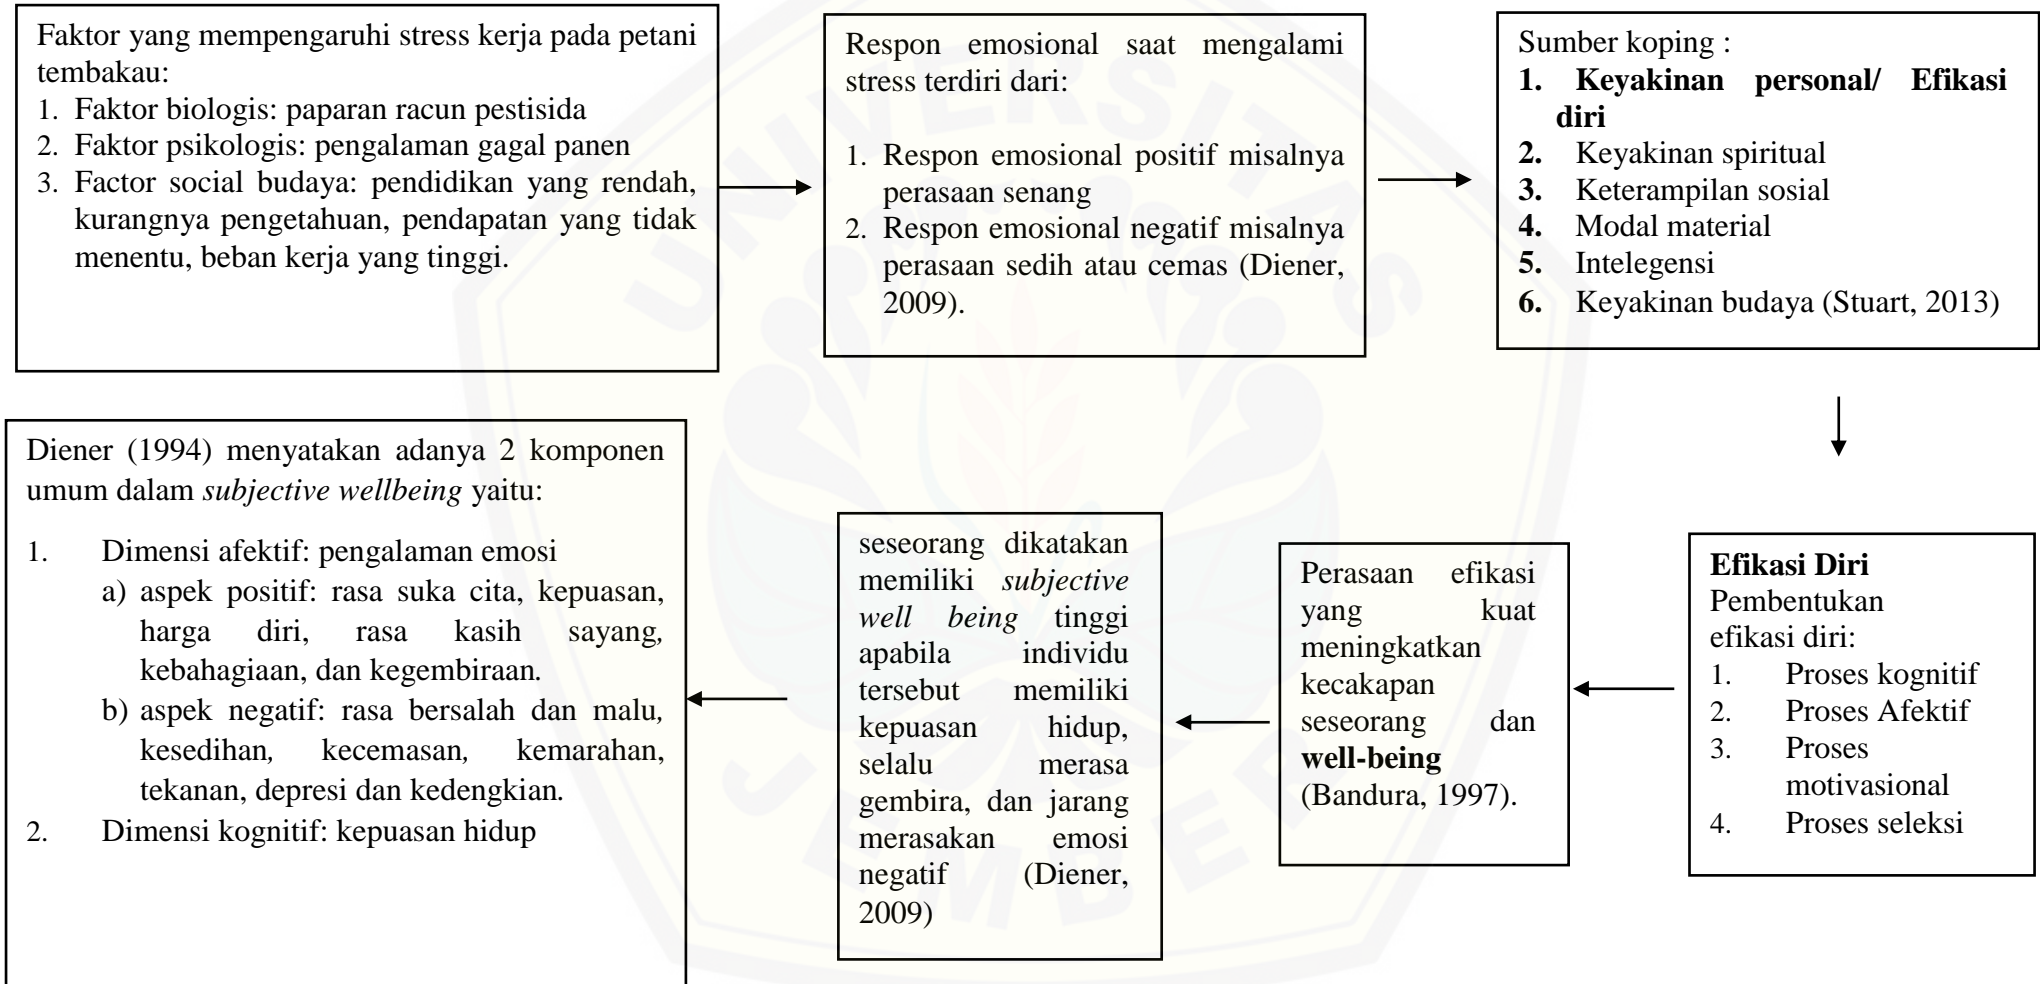 Faktor yang mempengaruhi stress kerja pada petani
tembakau:
1. Faktor biologis: paparan racun pestisida
2. Faktor psikologis: pengalaman gagal panen
3. Factor social budaya: pendidikan yang rendah,
kurangnya pengetahuan, pendapatan yang tidak
menentu, beban kerja yang tinggi.
Respon emosional saat mengalami
stress terdiri dari:
1. Respon emosional positif misalnya
perasaan senang
2. Respon emosional negatif misalnya
perasaan sedih atau cemas (Diener,
2009).
Sumber koping :
1. Keyakinan personal/ Efikasi
diri
2. Keyakinan spiritual
3. Keterampilan sosial
4. Modal material
5. Intelegensi
6. Keyakinan budaya (Stuart, 2013)
Efikasi Diri
Pembentukan
efikasi diri:
1. Proses kognitif
2. Proses Afektif
3. Proses
motivasional
4. Proses seleksi
Perasaan efikasi
yang kuat
meningkatkan
kecakapan
seseorang dan
well-being
(Bandura, 1997).
seseorang dikatakan
memiliki subjective
well being tinggi
apabila individu
tersebut memiliki
kepuasan hidup,
selalu merasa
gembira, dan jarang
merasakan emosi
negatif (Diener,
2009)
Diener (1994) menyatakan adanya 2 komponen
umum dalam subjective wellbeing yaitu:
1. Dimensi afektif: pengalaman emosi
a) aspek positif: rasa suka cita, kepuasan,
harga diri, rasa kasih sayang,
kebahagiaan, dan kegembiraan.
b) aspek negatif: rasa bersalah dan malu,
kesedihan, kecemasan, kemarahan,
tekanan, depresi dan kedengkian.
2. Dimensi kognitif: kepuasan hidup
UNIVERSITAS
JEMBER